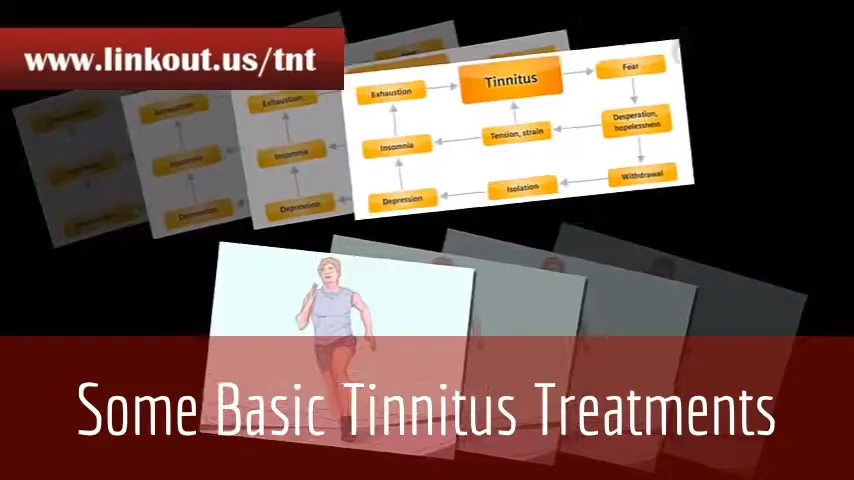 www.linkout.us/tnt
Exhaustion
Tinnitus
Fear
Exhaustion
Exhaustion
Desperation,
hopelessness
Tension, strain
Insomnia
Insomnia
Insomnia
Withdrawal
Isolation
Depression
Depression
Depression
Some Basic Tinnitus Treatments